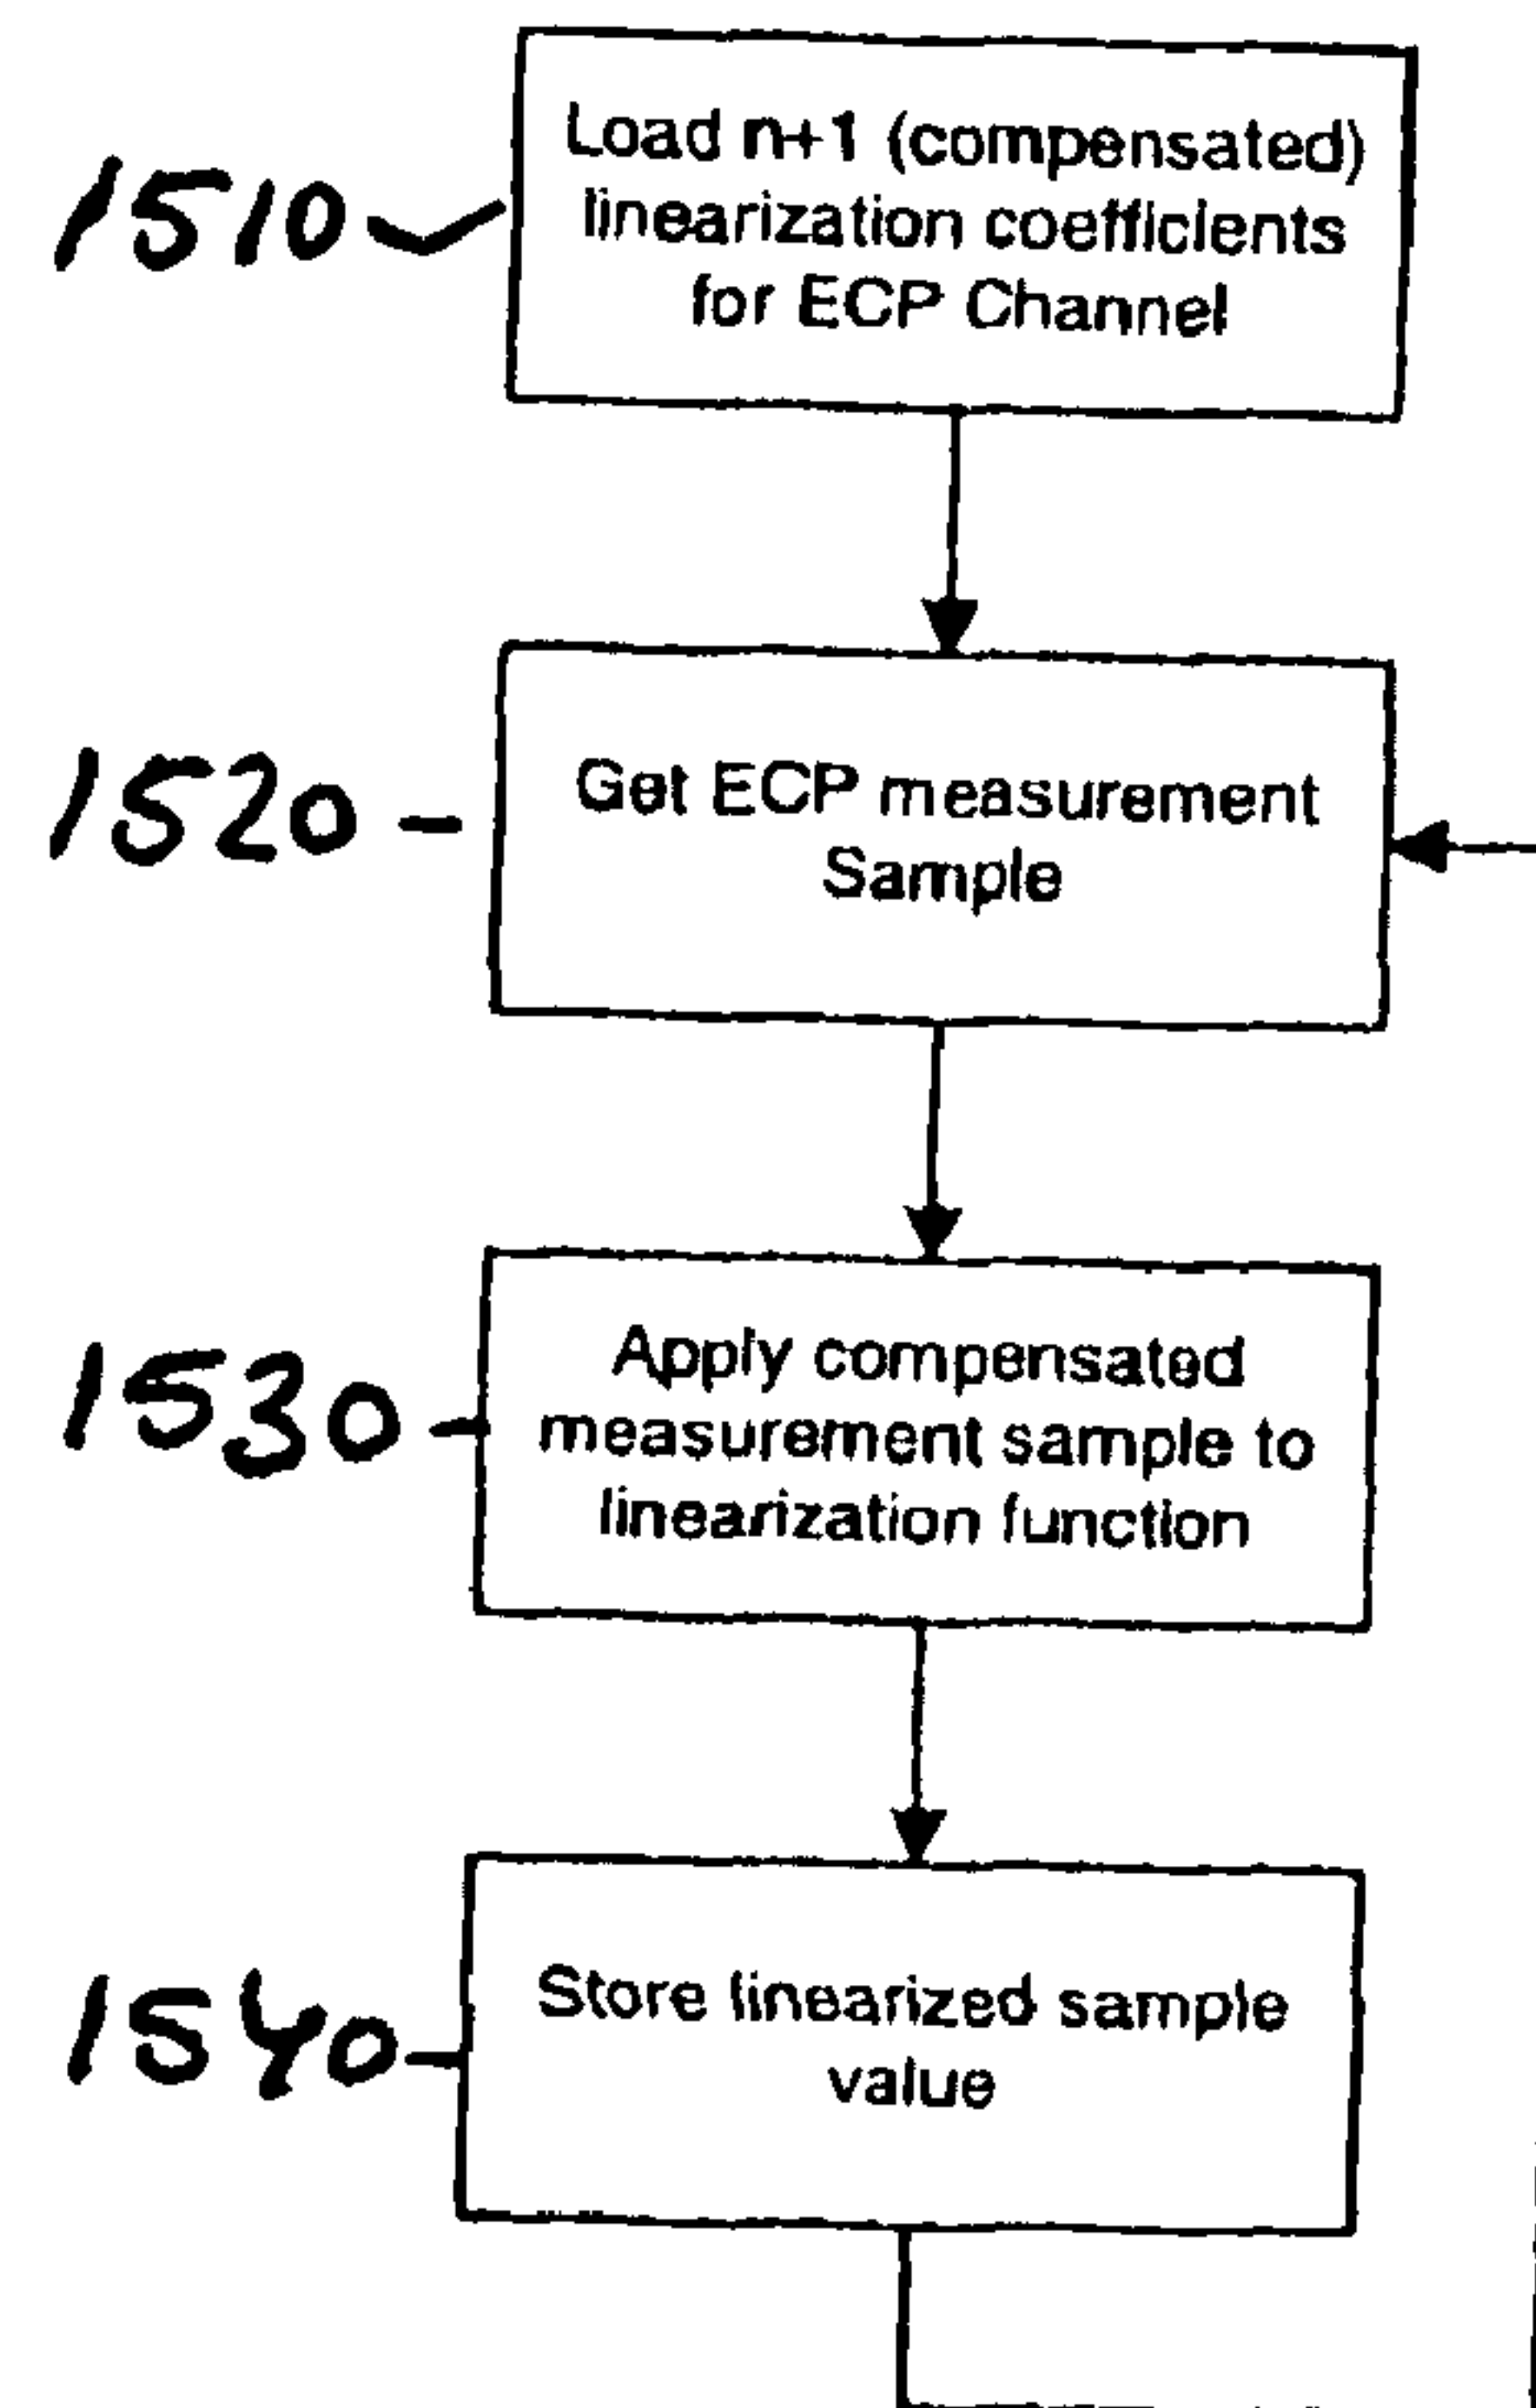 1510
Load n+1 (compensated)
linearization coefficients
for ECP Channel
1520
Get ECP measurement
Sample
1530
Apply compensated
measurement sample to
linearization function
1540
Store linearized sample
value